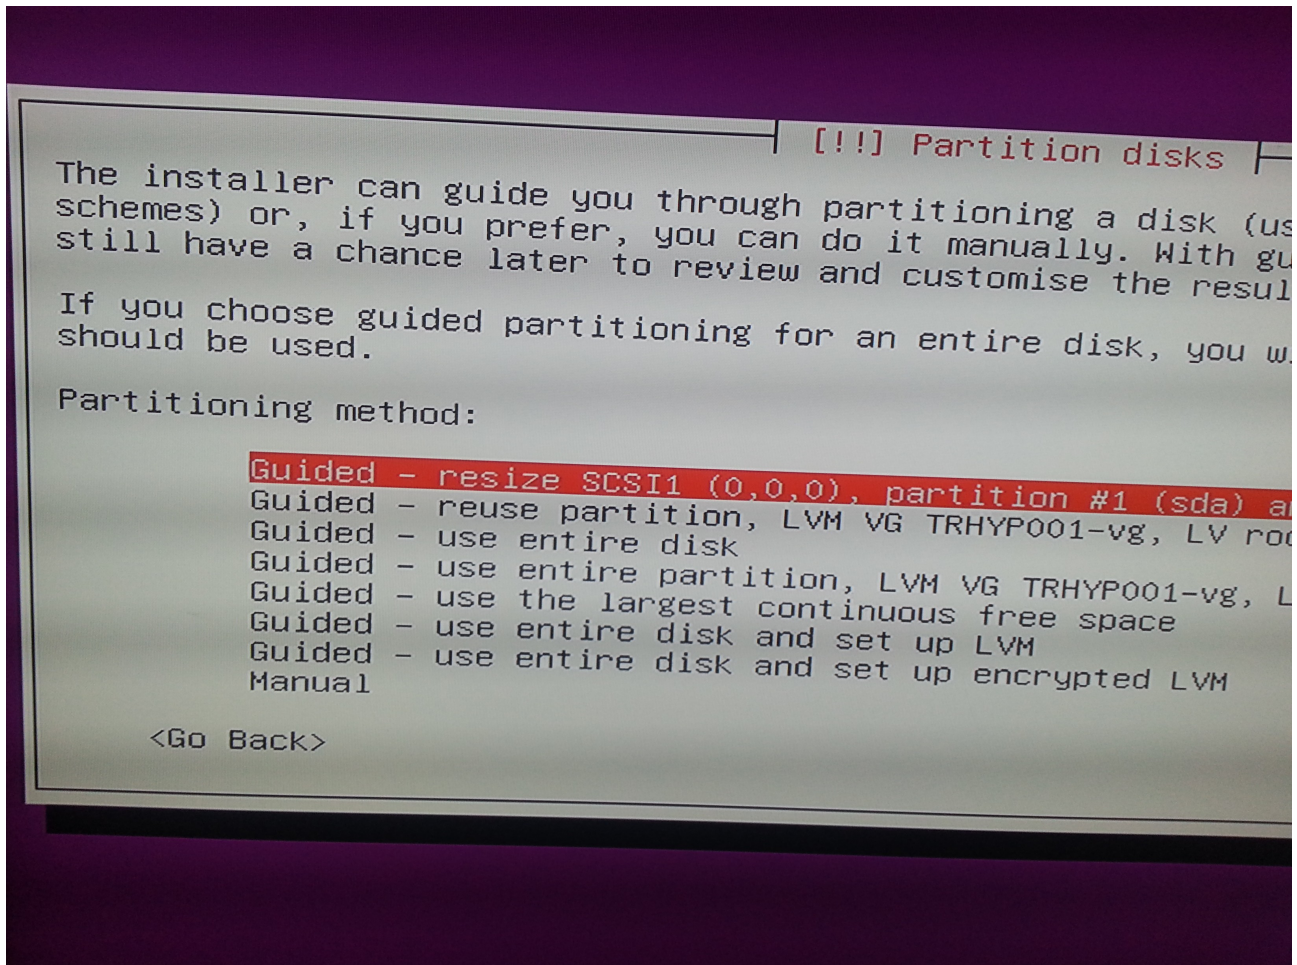 [!!] Partition disks
The installer can guide you through partitioning a disk
schemes) or, if you prefer, you can do it manually. With
still have a chance later to review and customise the
If you choose guided partitioning for an entire disk, you
should be used.
Partitioning method:
Guided - resize SCSI1 (0,0,0), partition #1 (sda)
Guided - reuse partition, LVM VG TRHYP001-vg, LV
Guided - use entire disk
Guided - use entire partition, LVM VG TRHYP001-vg,
Guided - use the largest continuous free space
Guided - use entire disk and set up LVM
Guided - use entire disk and set up encrypted LVM
Manual
<Go Back>